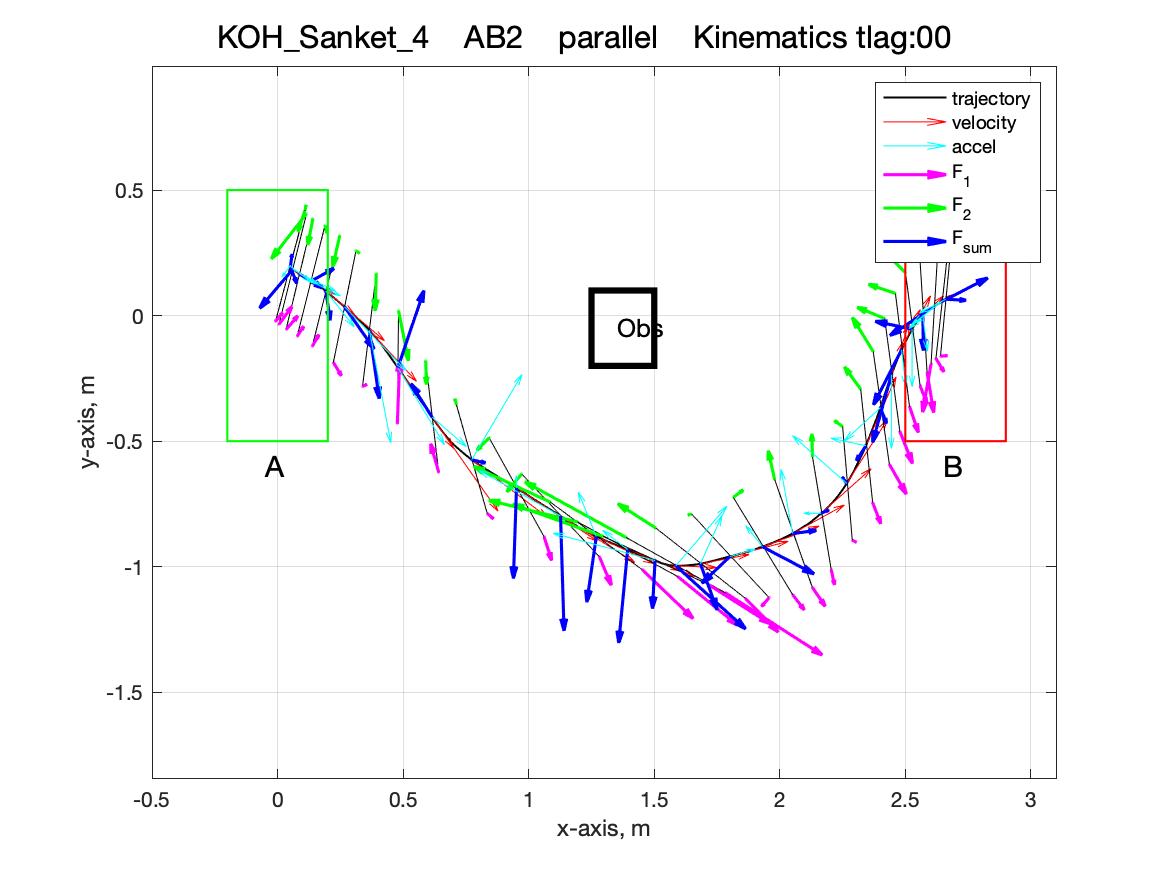 KOH_Sanket_4 AB2 parallel Kinematics tlag:00
trajectory
velocity
accel
F1
F2
Fsum
0.5
0
-0.5
-1
-1.5
y-axis, m
Obs
A
B
-0.5 0 0.5 1 1.5 2 2.5 3
x-axis, m